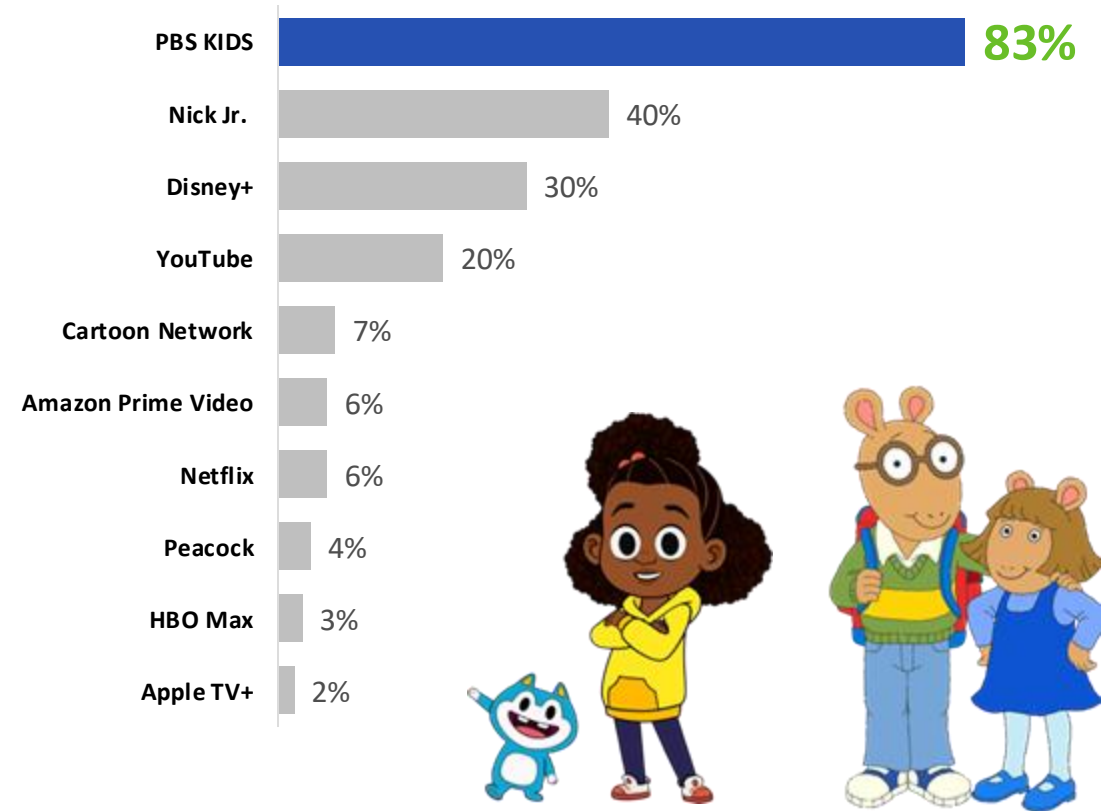 PBS KIDS 83%
Nick Jr. 40%
Disney+ 30%
YouTube 20%
Cartoon Network 7%
Amazon Prime Video 6%
Netflix 6%
Peacock 4%
HBO Max 3%
Apple TV+ 2%